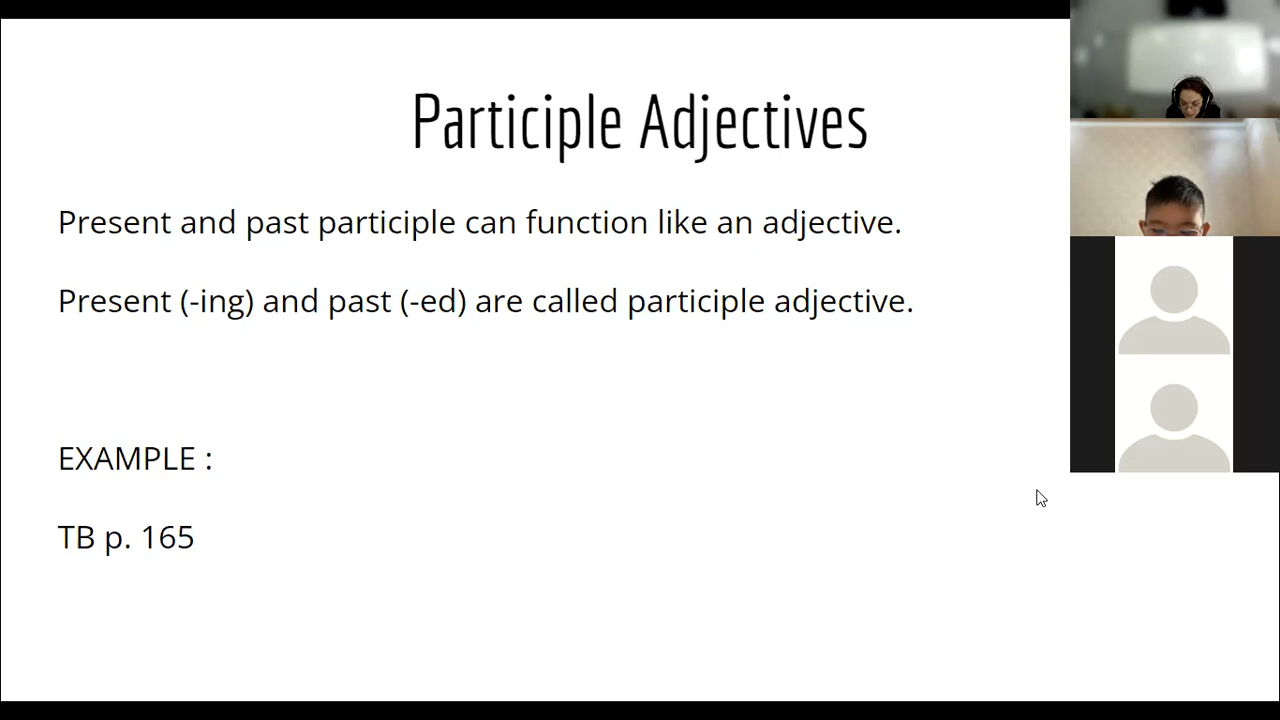 Participle Adjectives
Present and past participle can function like an adjective.
Present (-ing) and past (-ed) are called participle adjective.
EXAMPLE :
TB p. 165